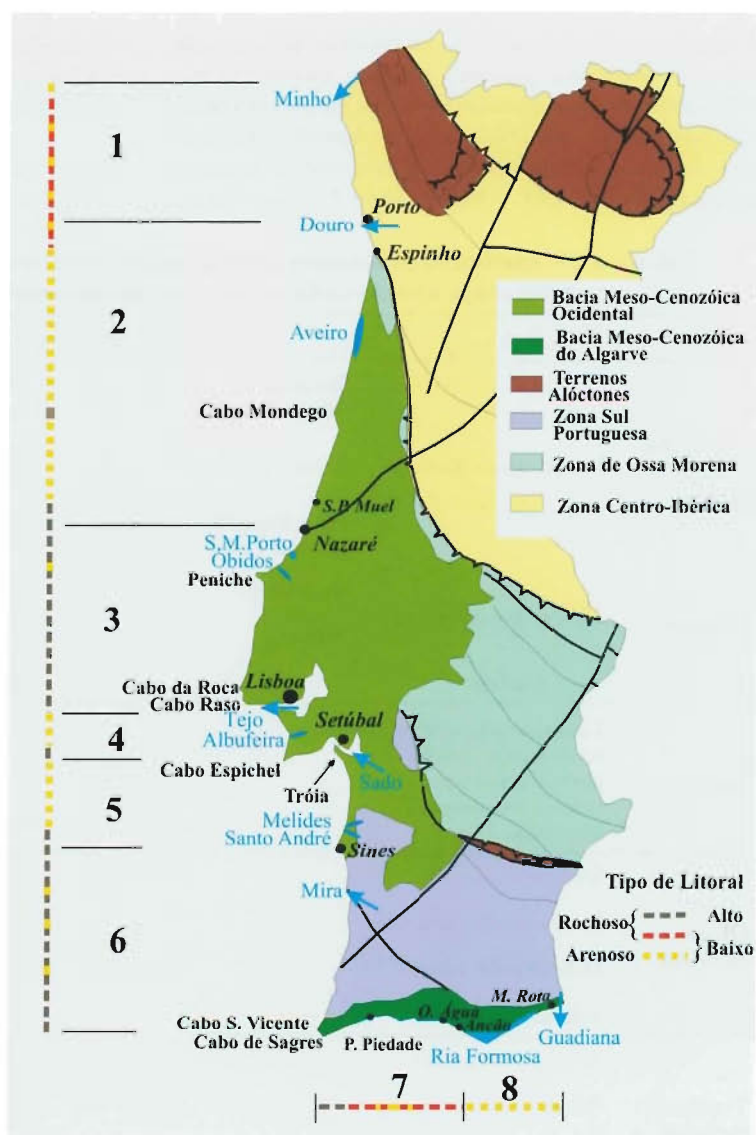 Minho
1
Porto
Douro
Espinho
2
Aveiro
Cabo Mondego
Bacia Meso-Cenozóica
Ocidental
Bacia Meso-Cenozóica
do Algarve
Terrenos
Alóctones
Zona Sul
Portuguesa
Zona de Ossa Morena
Zona Centro-Ibérica
S.P. Muel
Nazaré
S.M.Porto
Óbidos
Peniche
3
Lisboa
Cabo da Roca
Cabo Raso
Tejo
Albufeira
Setúbal
4
Cabo Espichel
Sado
Tróia
5
Melides
Santo André
Sines
Mira
6
Tipo de Litoral
Rochoso
Alto
Baixo
Arenoso
M. Rota
O. Água
Ancão
Cabo S. Vicente
Cabo de Sagres
P. Piedade
Ria Formosa
Guadiana
7
8